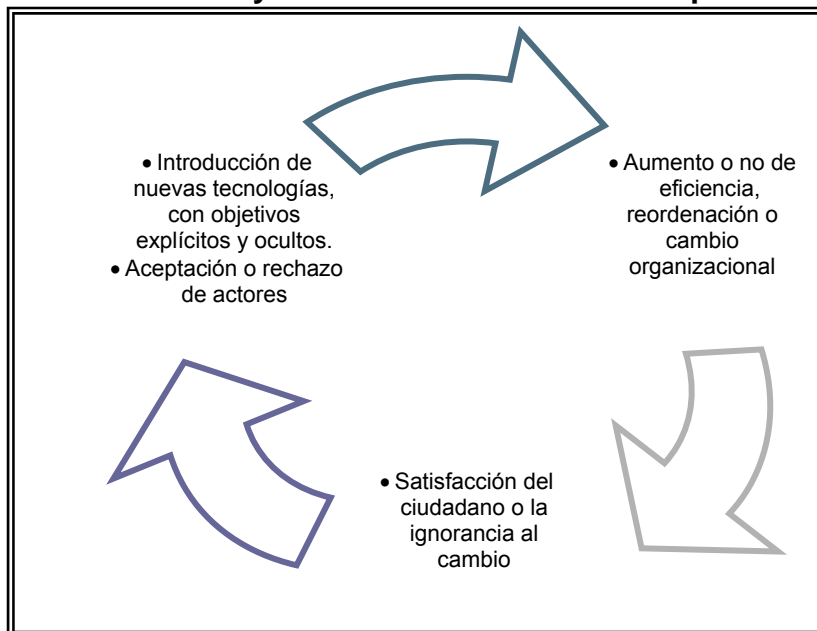 • Introducción de
nuevas tecnologías,
con objetivos
explícitos y ocultos.
• Aceptación o rechazo
de actores
• Aumento o no de
eficiencia,
reordenación o
cambio
organizacional
• Satisfacción del
ciudadano o la
ignorancia al
cambio